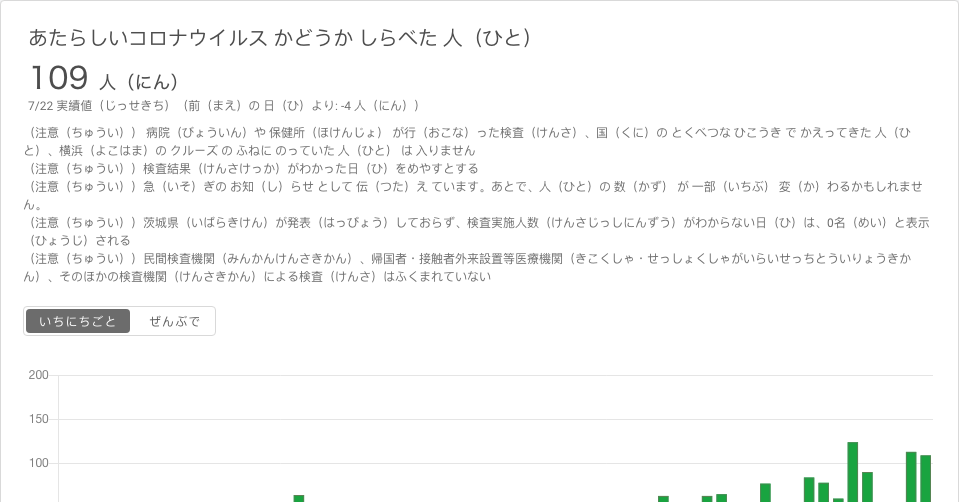 あたらしいコロナウイルス かどうか しらべた 人（ひと）
109 人（にん）
7/22 実績値（じっせきち）（前（まえ）の 日（ひ）より: -4 人（にん））
（注意（ちゅうい）） 病院（びょういん）や 保健所（ほけんじょ） が行（おこな）った検査（けんさ）、国（くに）の とくべつな ひこうき で かえってきた 人（ひ
と）、横浜（よこはま）の クルーズ の ふねに のっていた 人（ひと） は 入りません
（注意（ちゅうい））検査結果（けんさけっか）がわかった日（ひ）をめやすとする
（注意（ちゅうい））急（いそ）ぎの お知（し）らせ として 伝（つた）え ています。あとで、人（ひと）の 数（かず） が 一部（いちぶ） 変（か）わるかもしれませ
ん。
（注意（ちゅうい））茨城県（いばらきけん）が発表（はっぴょう）しておらず、検査実施人数（けんさじっしにんずう）がわからない日（ひ）は、0名（めい）と表示
（ひょうじ）される
（注意（ちゅうい））民間検査機関（みんかんけんさきかん）、帰国者・接触者外来設置等医療機関（きこくしゃ・せっしょくしゃがいらいせっちとういりょうきか
ん）、そのほかの検査機関（けんさきかん）による検査（けんさ）はふくまれていない
いちにちごと ぜんぶで
200
150
100